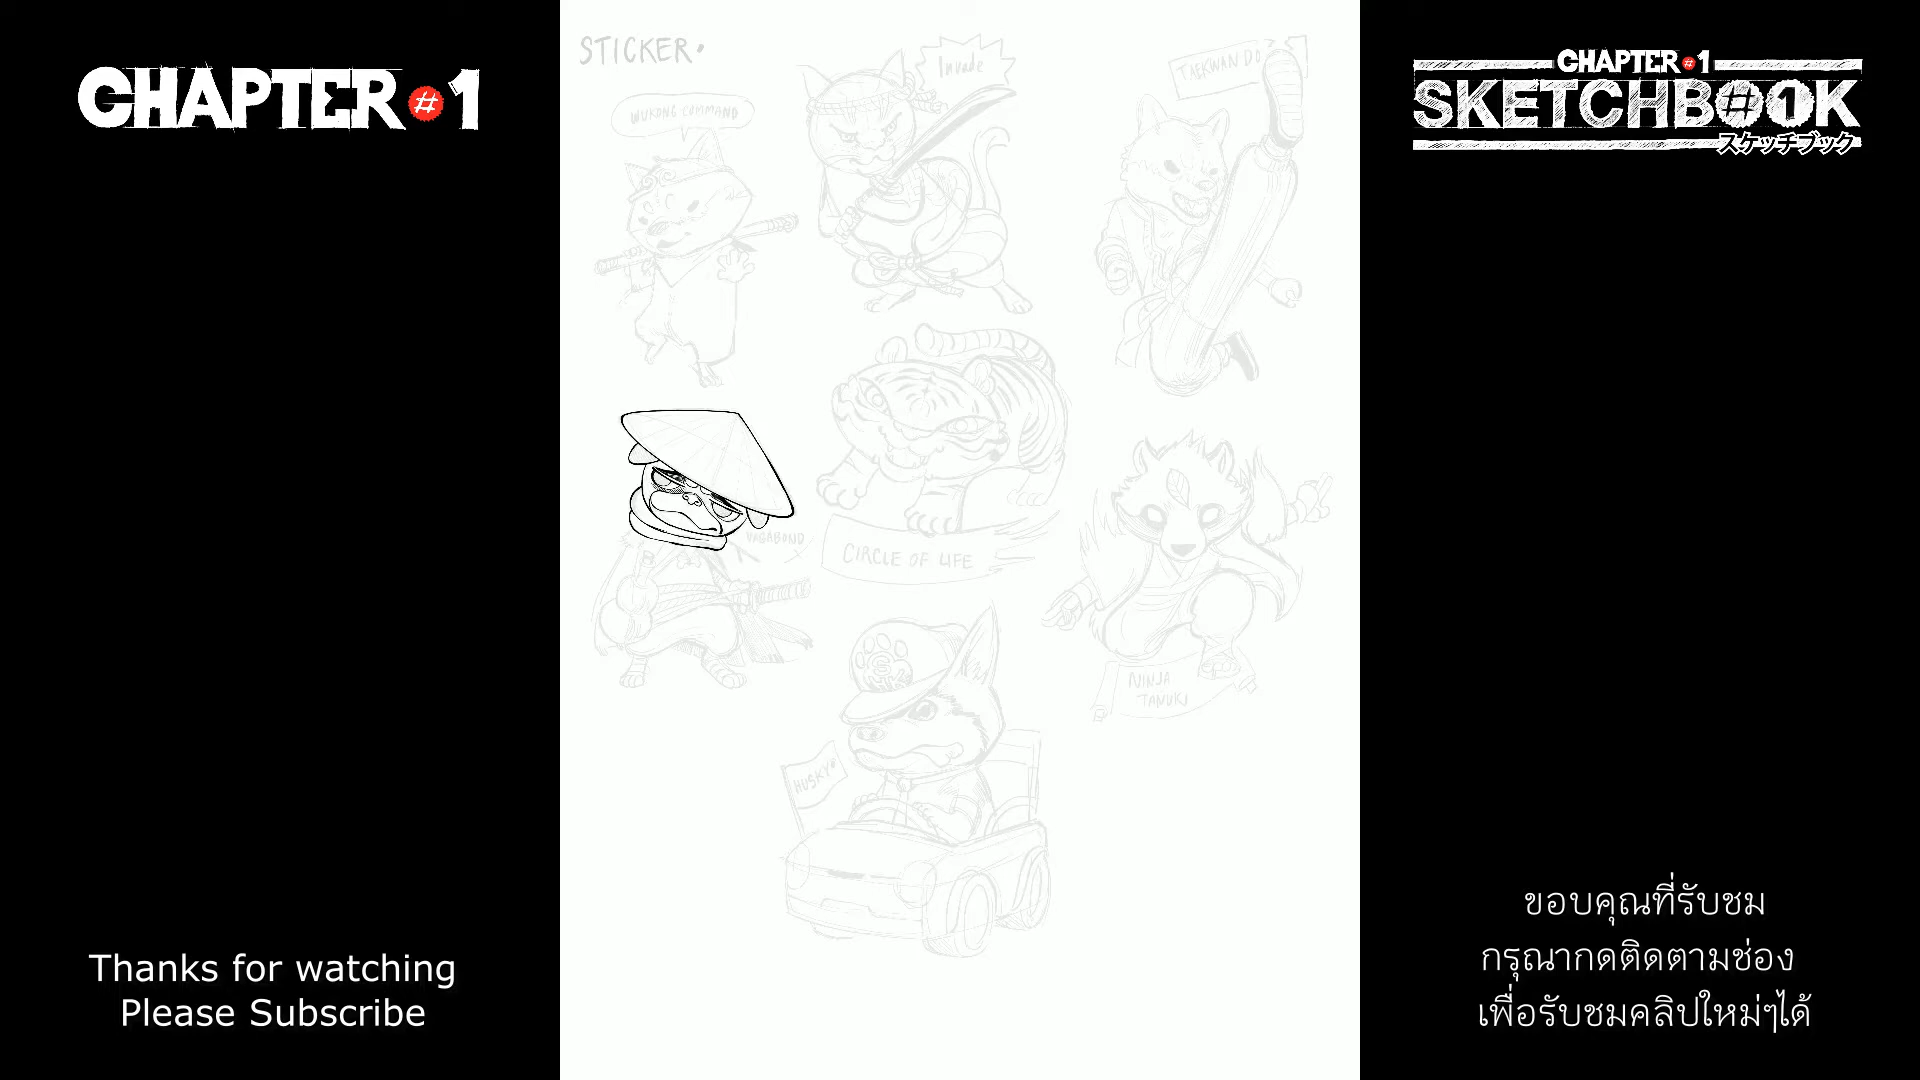 CHAPTER #1
Thanks for watching
Please Subscribe
STICKER
WUKONG COMMAND
Invade
TAEKWANDO
VAGABOND
CIRCLE OF LIFE
NINJA
TANUKI
HUSKY
CHAPTER #1
SKETCHB#1K
スケッチブック
ขอบคุณที่รับชม
กรุณากดติดตามช่อง
เพื่อรับชมคลิปใหม่ๆได้